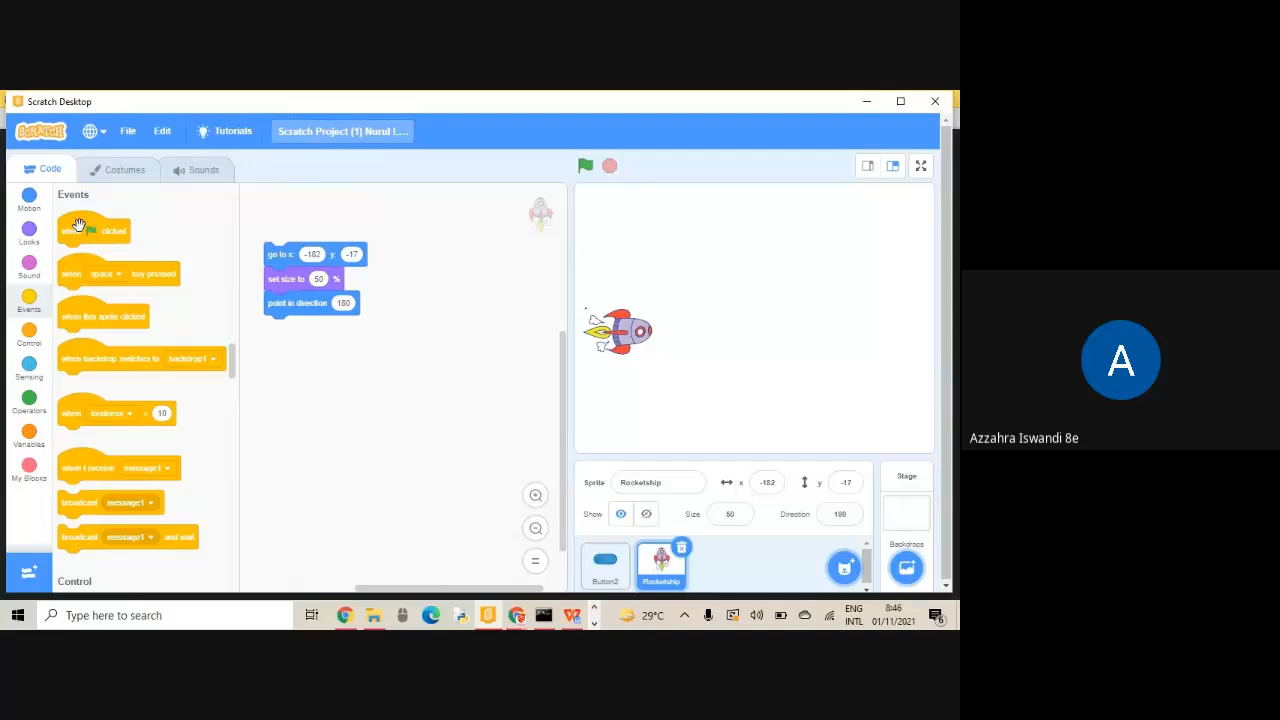 Scratch Desktop
SCRATCH
File
Edit
Tutorials
Scratch Project (1) Nurul L...
Code
Costumes
Sounds
Motion
Looks
Sound
Events
Control
Sensing
Operators
Variables
My Blocks
Events
when clicked
when space key pressed
when this sprite clicked
when backdrop switches to backdrop1
when loudness > 10
when I receive message1
broadcast message1
broadcast message1 and wait
Control
go to x: -182 y: -17
set size to 50 %
point in direction 180
Sprite Rocketship x -182 y -17
Show Size 50 Direction 180
Button2
Rocketship
Stage
Backdrops
Azzahra Iswandi 8e
A
Type here to search
29°C
ENG
INTL
8:46
01/11/2021
6